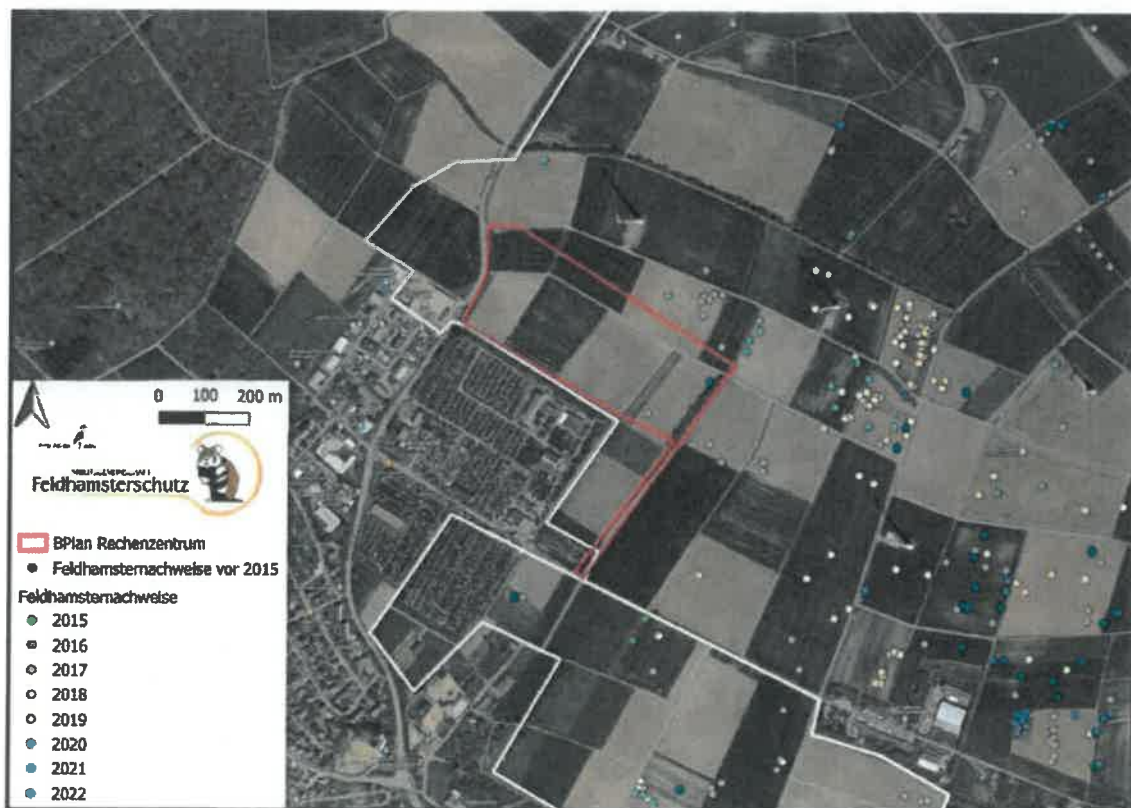 0 100 200 m
Feldhamsterschutz
BPlan Rechenzentrum
Feldhamsternachweise vor 2015
Feldhamsternachweise
2015
2016
2017
2018
2019
2020
2021
2022